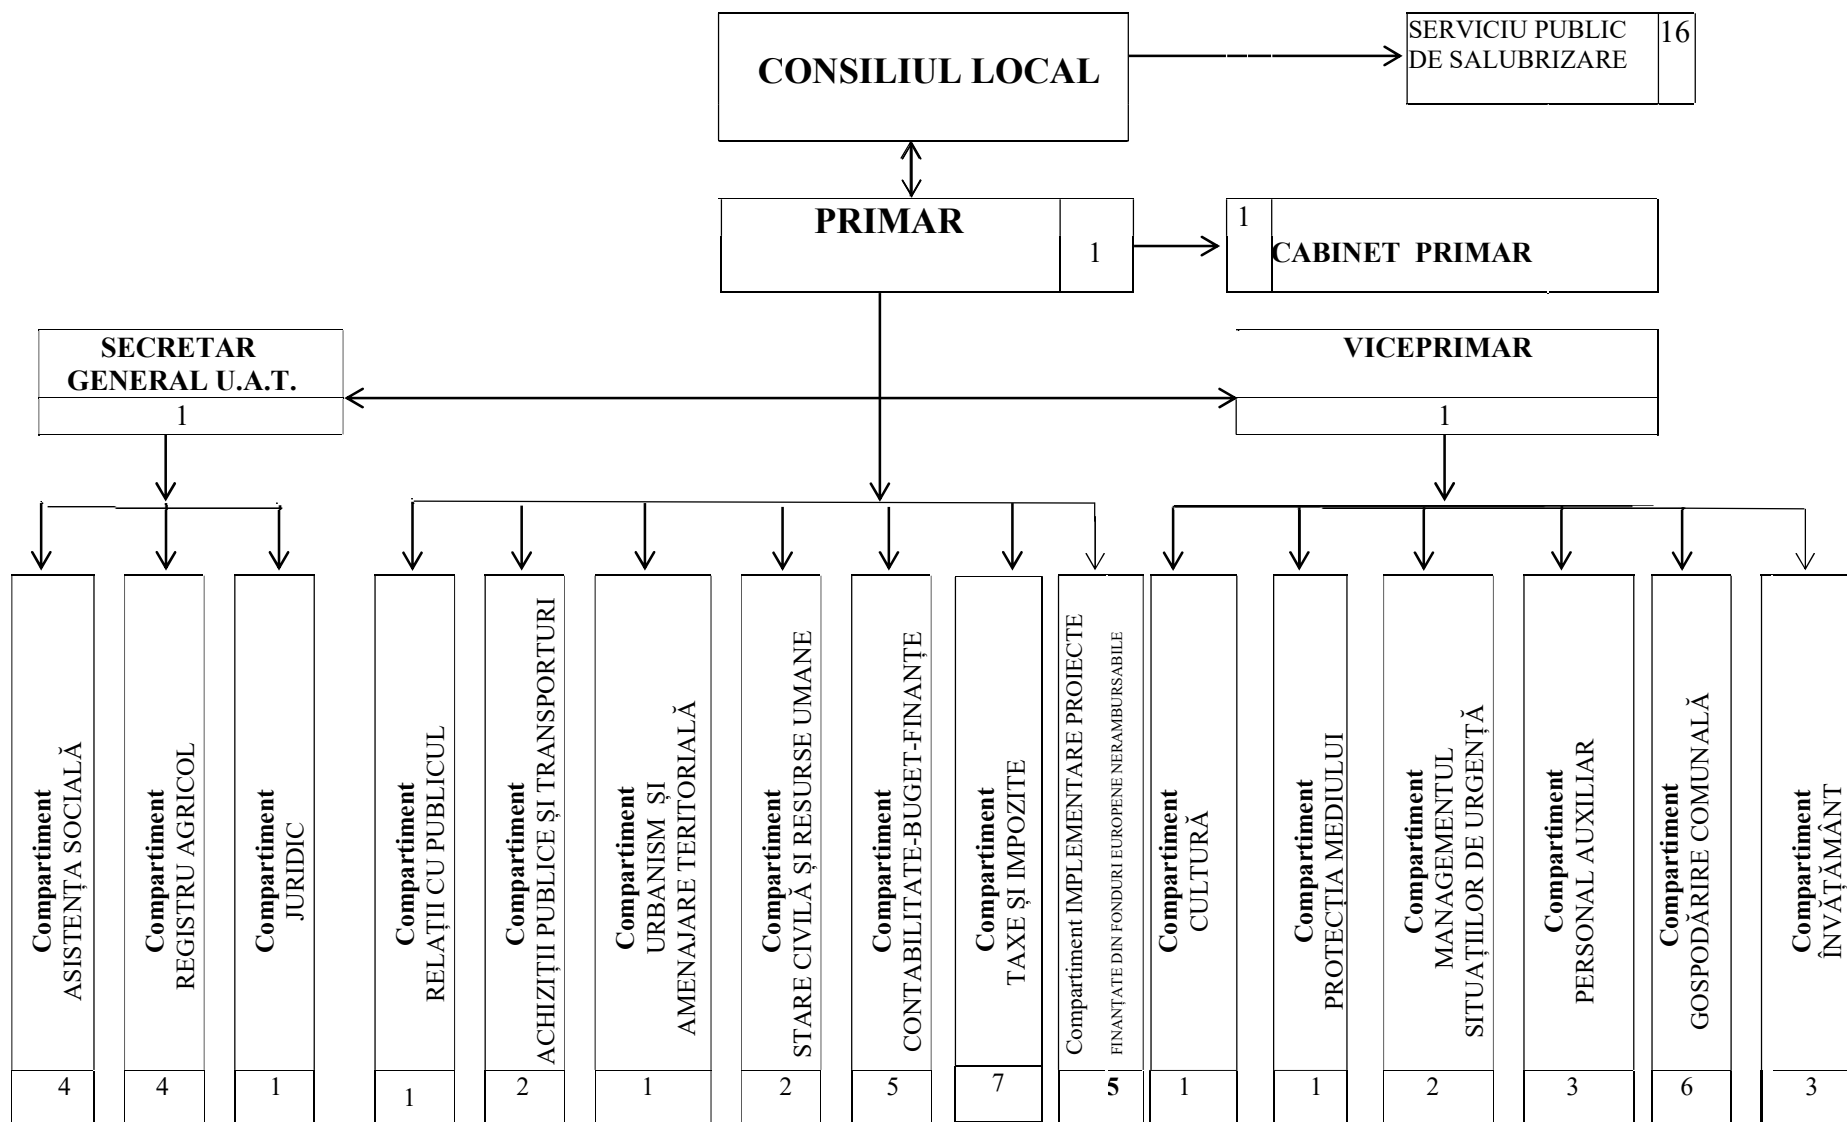 CONSILIUL LOCAL
SERVICIU PUBLIC
DE SALUBRIZARE
16
PRIMAR
1
1
CABINET PRIMAR
SECRETAR
GENERAL U.A.T.
1
VICEPRIMAR
1
Compartiment
ASISTENȚA SOCIALĂ
4
Compartiment
REGISTRU AGRICOL
4
Compartiment
JURIDIC
1
Compartiment
RELAȚII CU PUBLICUL
1
Compartiment
ACHIZIȚII PUBLICE ȘI TRANSPORTURI
2
Compartiment
URBANISM ȘI
AMENAJARE TERITORIALĂ
1
Compartiment
STARE CIVILĂ ȘI RESURSE UMANE
2
Compartiment
CONTABILITATE-BUGET-FINANȚE
5
Compartiment
TAXE ȘI IMPOZITE
7
Compartiment IMPLEMENTARE PROIECTE
FINANȚATE DIN FONDURI EUROPENE NERAMBURSABILE
5
Compartiment
CULTURĂ
1
Compartiment
PROTECȚIA MEDIULUI
1
Compartiment
MANAGEMENTUL
SITUAȚIILOR DE URGENȚĂ
2
Compartiment
PERSONAL AUXILIAR
3
Compartiment
GOSPODĂRIRE COMUNALĂ
6
Compartiment
ÎNVĂȚĂMÂNT
3